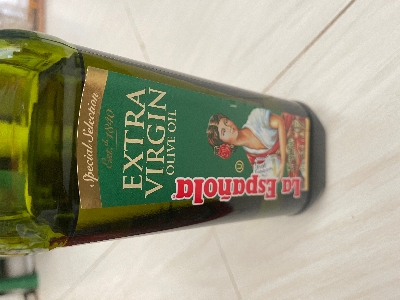 Special Selection
Est.d 1840
EXTRA
VIRGIN
OLIVE OIL
La Española